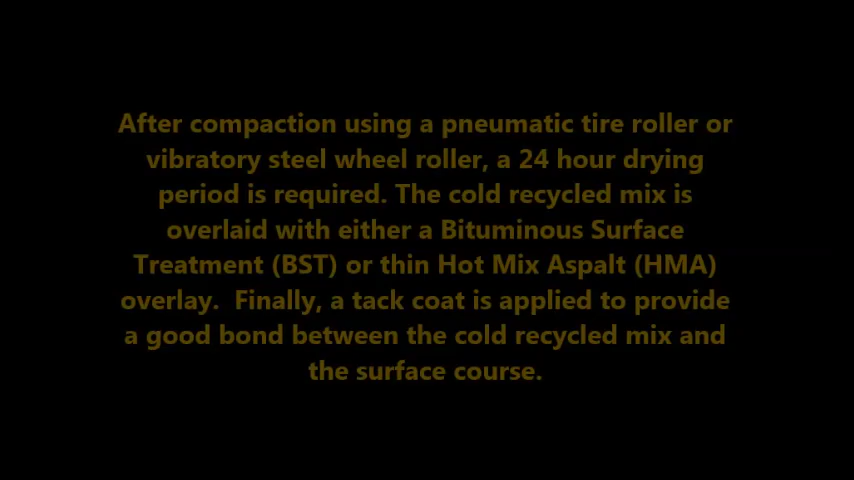 After compaction using a pneumatic tire roller or
vibratory steel wheel roller, a 24 hour drying
period is required. The cold recycled mix is
overlaid with either a Bituminous Surface
Treatment (BST) or thin Hot Mix Aspalt (HMA)
overlay.  Finally, a tack coat is applied to provide
a good bond between the cold recycled mix and
the surface course.